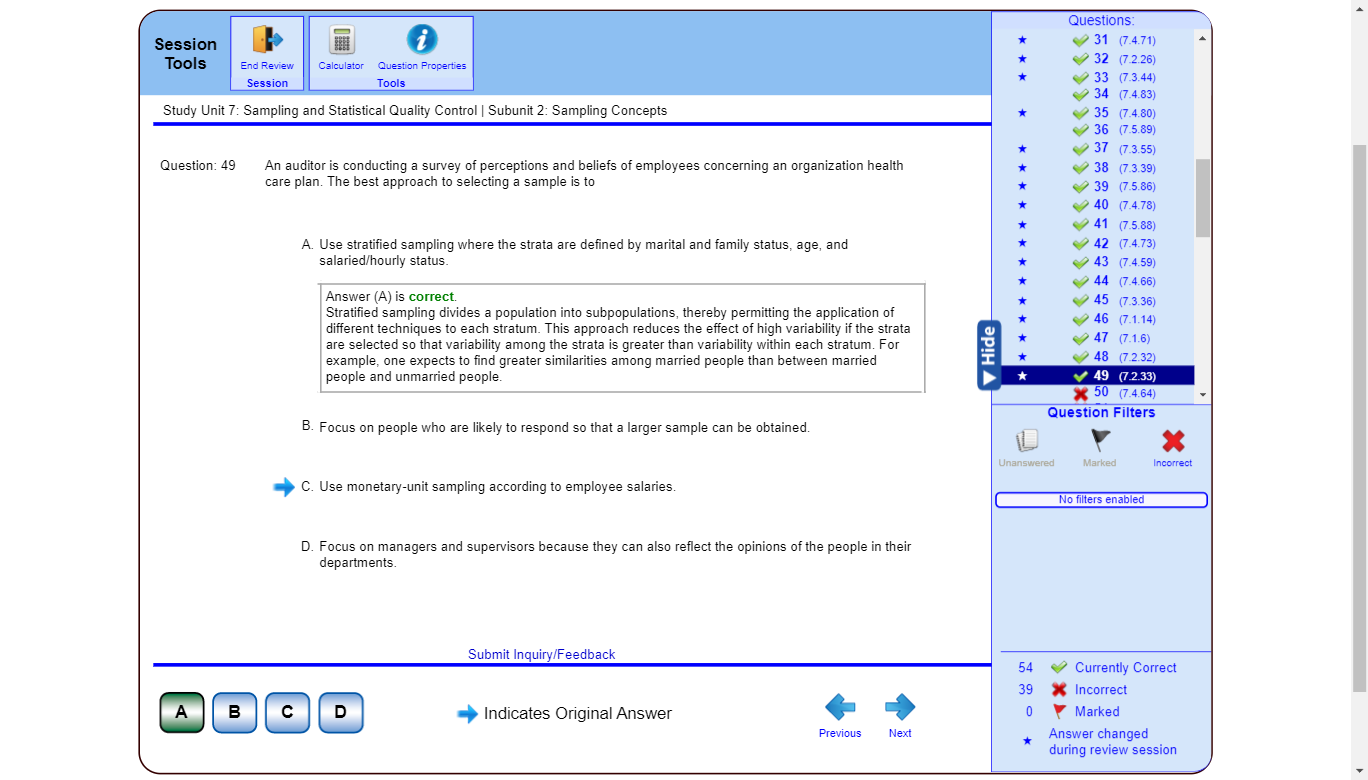 Session
Tools
End Review
Session
Calculator
Question Properties
Tools
Study Unit 7: Sampling and Statistical Quality Control | Subunit 2: Sampling Concepts
Question: 49
An auditor is conducting a survey of perceptions and beliefs of employees concerning an organization health
care plan. The best approach to selecting a sample is to
A. Use stratified sampling where the strata are defined by marital and family status, age, and
salaried/hourly status.
Answer (A) is correct.
Stratified sampling divides a population into subpopulations, thereby permitting the application of
different techniques to each stratum. This approach reduces the effect of high variability if the strata
are selected so that variability among the strata is greater than variability within each stratum. For
example, one expects to find greater similarities among married people than between married
people and unmarried people.
B. Focus on people who are likely to respond so that a larger sample can be obtained.
C. Use monetary-unit sampling according to employee salaries.
D. Focus on managers and supervisors because they can also reflect the opinions of the people in their
departments.
Submit Inquiry/Feedback
A
B
C
D
Indicates Original Answer
Previous
Next
Questions:
31 (7.4.71)
32 (7.2.26)
33 (7.3.44)
34 (7.4.83)
35 (7.4.80)
36 (7.5.89)
37 (7.3.55)
38 (7.3.39)
39 (7.5.86)
40 (7.4.78)
41 (7.5.88)
42 (7.4.73)
43 (7.4.59)
44 (7.4.66)
45 (7.3.36)
46 (7.1.14)
47 (7.1.6)
48 (7.2.32)
49 (7.2.33)
50 (7.4.64)
Hide
Question Filters
Unanswered
Marked
Incorrect
No filters enabled
54 Currently Correct
39 Incorrect
0 Marked
Answer changed
during review session